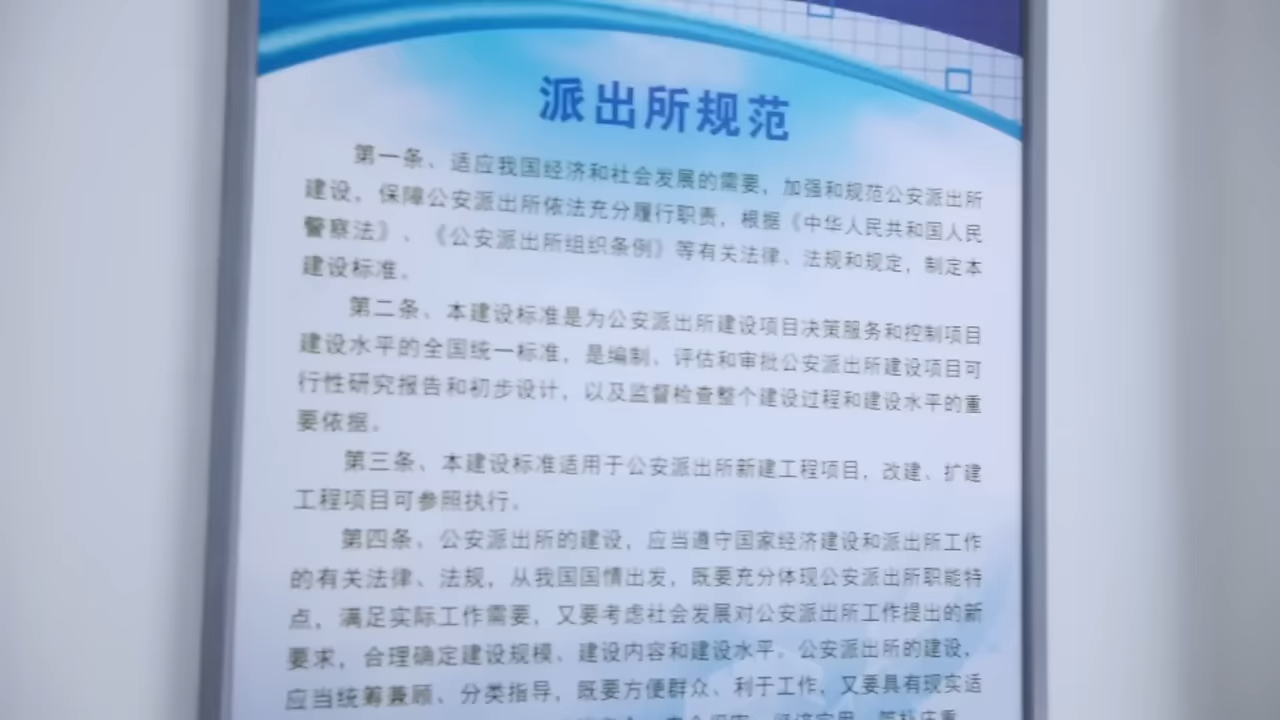 派出所规范
第一条、适应我国经济和社会发展的需要，加强和规范公安派出所
建设，保障公安派出所依法充分履行职责，根据《中华人民共和国人民
警察法》、《公安派出所组织条例》等有关法律、法规和规定，制定本
建设标准。
第二条、本建设标准是为公安派出所建设项目决策服务和控制项目
建设水平的全国统一标准，是编制、评估和审批公安派出所建设项目可
行性研究报告和初步设计，以及监督检查整个建设过程和建设水平的重
要依据。
第三条、本建设标准适用于公安派出所新建工程项目，改建、扩建
工程项目可参照执行。
第四条、公安派出所的建设，应当遵守国家经济建设和派出所工作
的有关法律、法规，从我国国情出发，既要充分体现公安派出所职能特
点，满足实际工作需要，又要考虑社会发展对公安派出所工作提出的新
要求，合理确定建设规模、建设内容和建设水平。公安派出所的建设，
应当统筹兼顾、分类指导，既要方便群众、利于工作，又要具有现实适